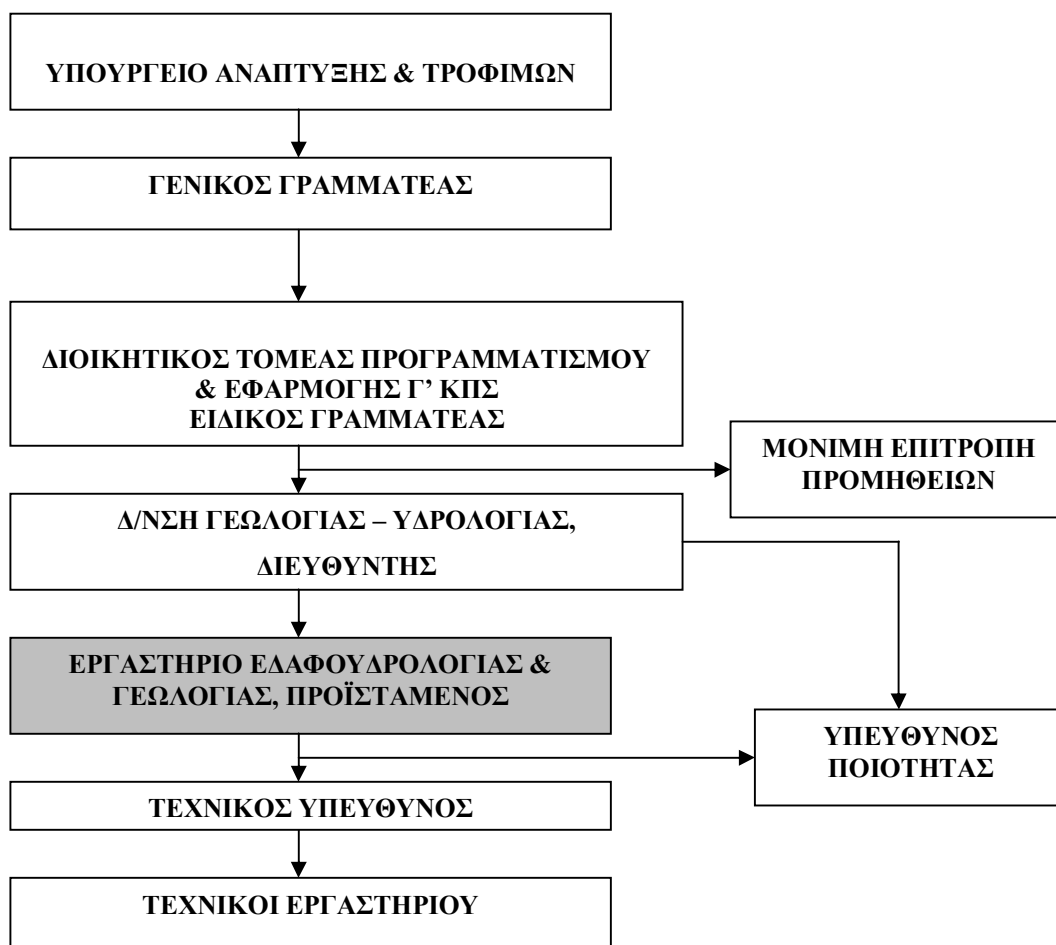 ΥΠΟΥΡΓΕΙΟ ΑΝΑΠΤΥΞΗΣ & ΤΡΟΦΙΜΩΝ
ΓΕΝΙΚΟΣ ΓΡΑΜΜΑΤΕΑΣ
ΔΙΟΙΚΗΤΙΚΟΣ ΤΟΜΕΑΣ ΠΡΟΓΡΑΜΜΑΤΙΣΜΟΥ
& ΕΦΑΡΜΟΓΗΣ Γ’ ΚΠΣ
ΕΙΔΙΚΟΣ ΓΡΑΜΜΑΤΕΑΣ
ΜΟΝΙΜΗ ΕΠΙΤΡΟΠΗ
ΠΡΟΜΗΘΕΙΩΝ
Δ/ΝΣΗ ΓΕΩΛΟΓΙΑΣ – ΥΔΡΟΛΟΓΙΑΣ,
ΔΙΕΥΘΥΝΤΗΣ
ΕΡΓΑΣΤΗΡΙΟ ΕΔΑΦΟΥΔΡΟΛΟΓΙΑΣ &
ΓΕΩΛΟΓΙΑΣ, ΠΡΟΪΣΤΑΜΕΝΟΣ
ΥΠΕΥΘΥΝΟΣ
ΠΟΙΟΤΗΤΑΣ
ΤΕΧΝΙΚΟΣ ΥΠΕΥΘΥΝΟΣ
ΤΕΧΝΙΚΟΙ ΕΡΓΑΣΤΗΡΙΟΥ